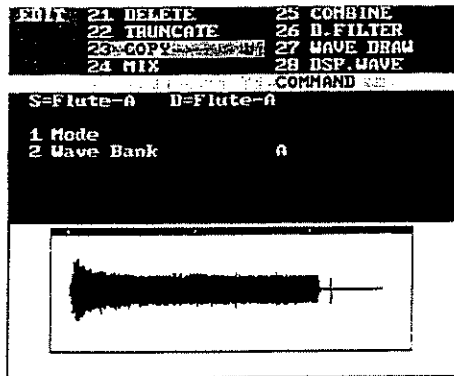 EDIT 21 DELETE 25 COMBINE
22 TRUNCATE 26 D.FILTER
23 COPY 27 WAVE DRAW
24 MIX 28 DSP.WAVE
COMMAND
S=Flute-A D=Flute-A
1 Mode
2 Wave Bank A